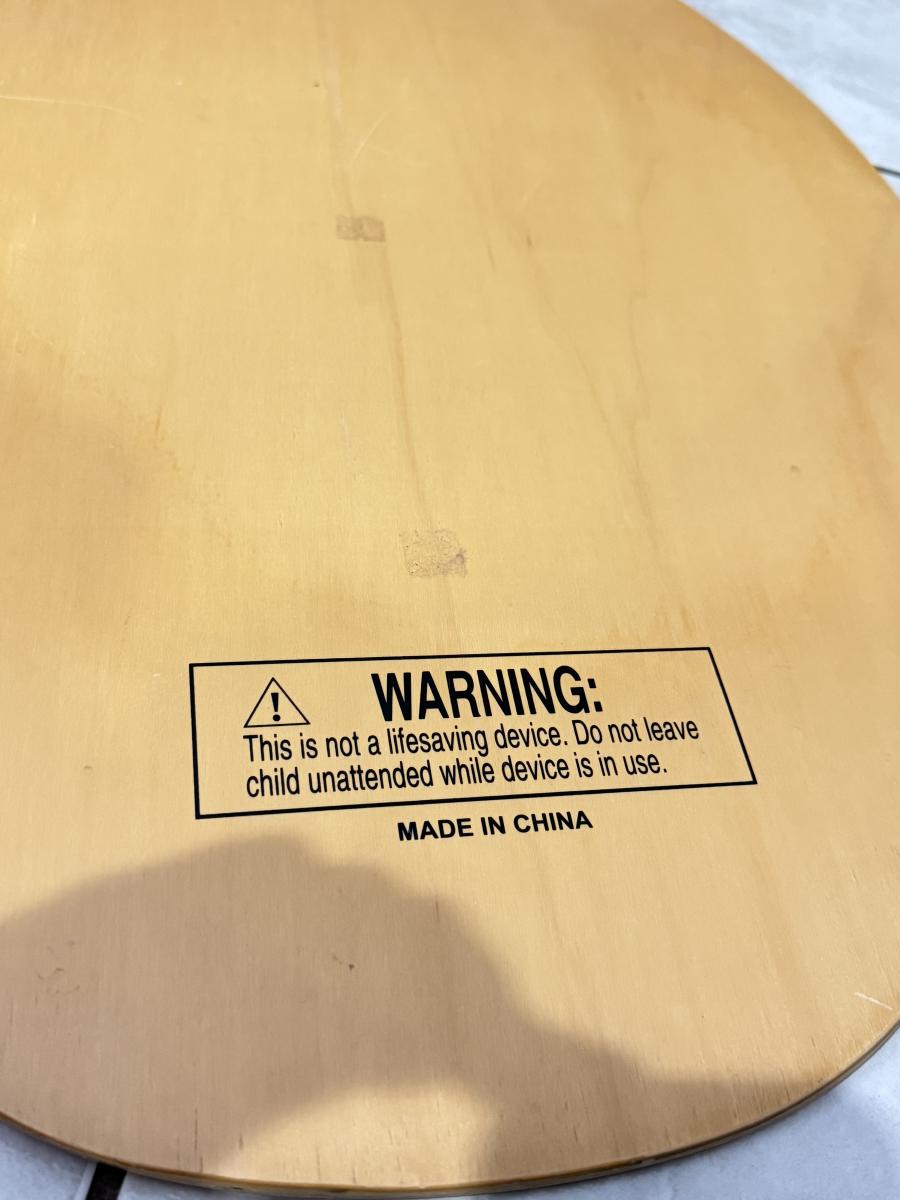 WARNING:
This is not a lifesaving device. Do not leave
child unattended while device is in use.
MADE IN CHINA